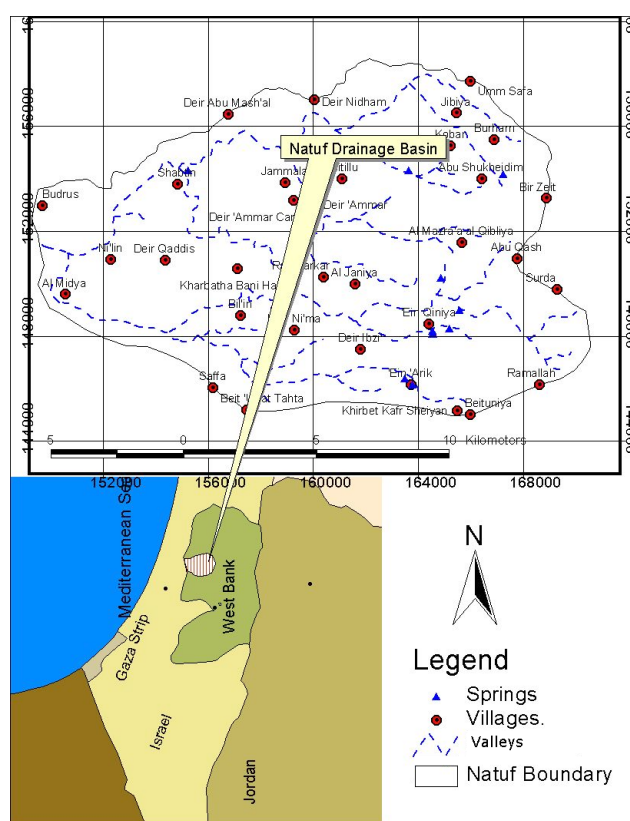 Umm Safa
Deir Nidham
Deir Abu Mash'al
Jibiya
156000
Burham
Natuf Drainage Basin
Shabtin
Jammala
Abu Shukheidim
Budrus
Bir Zeit
Deir 'Ammar
152000
Al Mazra'a al Qibliya
Ni'lin
Deir Qaddis
Abu Qash
Al Janiya
Surda
Al Midya
Kharbatha Bani Ha
Bil'in
Ein Qiniya
Ni'ma
148000
Deir Ibzi
Saffa
Ein 'Arik
Ramallah
Beit
Tahta
Khirbet Kafr Sheiyan
Beituniya
144000
5
0
5
10
Kilometers
152000
156000
160000
164000
168000
Mediterranean Sea
Gaza Strip
West Bank
Israel
Jordan
N
Legend
Springs
Villages.
Valleys
Natuf Boundary